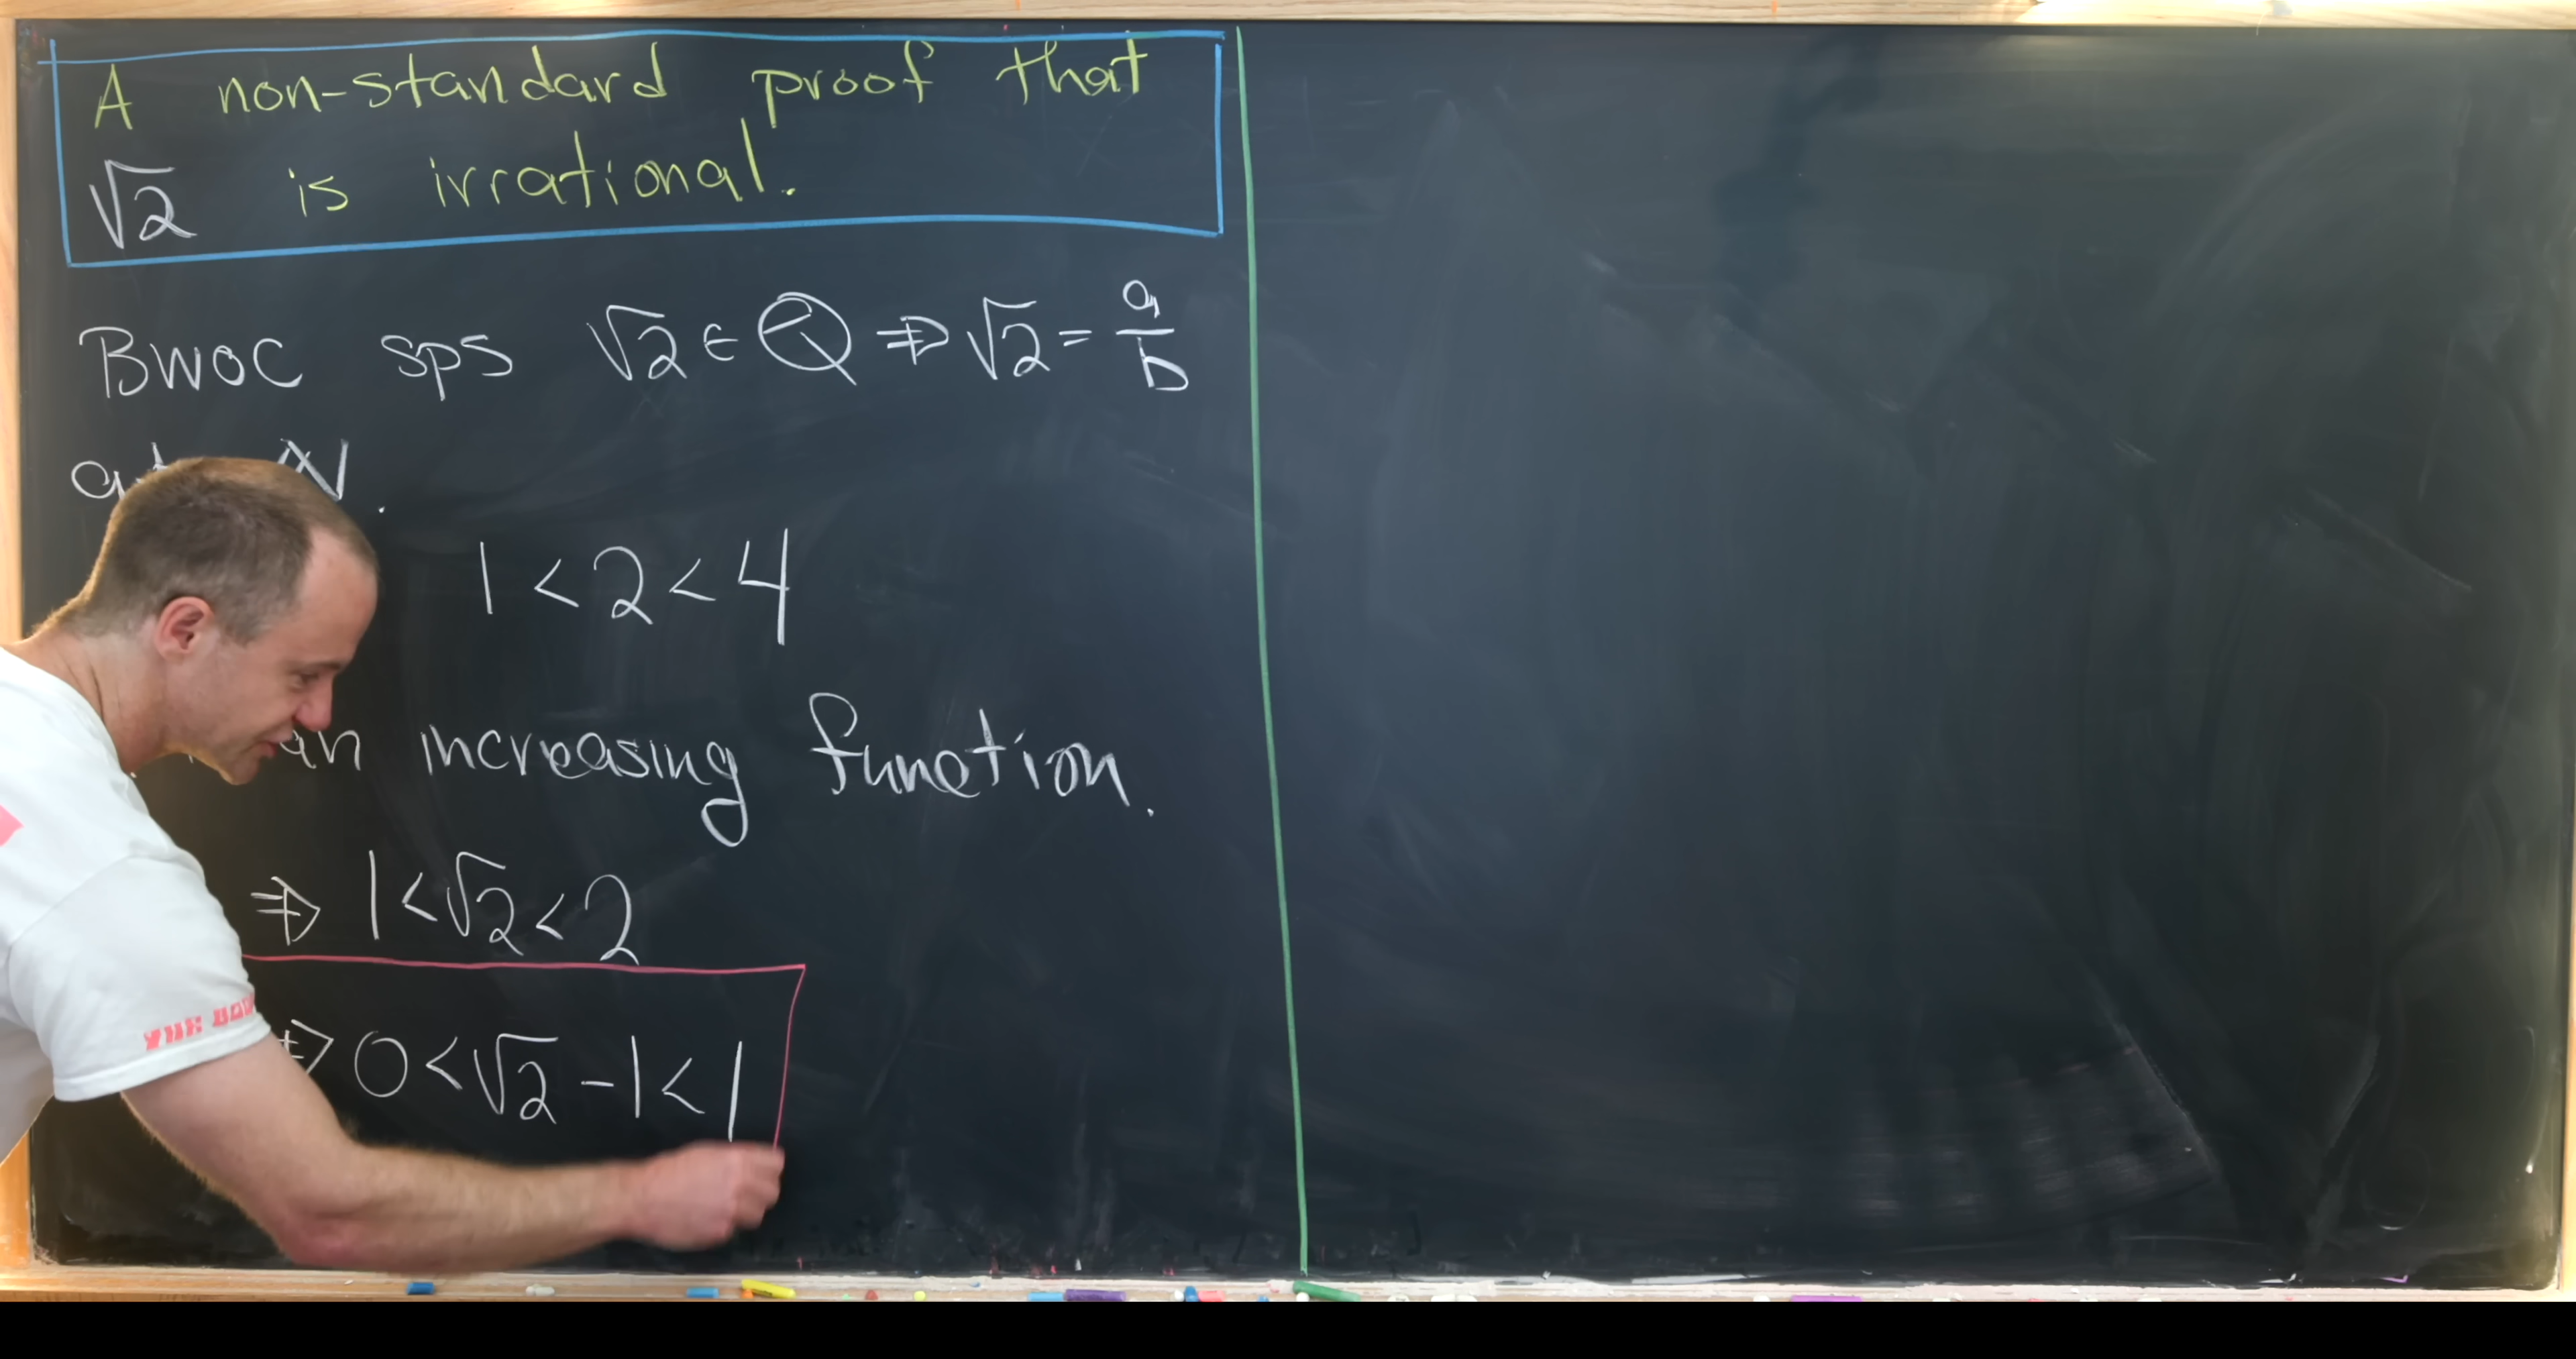 A non-standard proof that
√2 is irrational.
BWOC sps √2 ∈ ℚ ⇒ √2 = a/b
ℕ.
1 < 2 < 4
an increasing function.
⇒ 1 < √2 < 2
⇒ 0 < √2 - 1 < 1